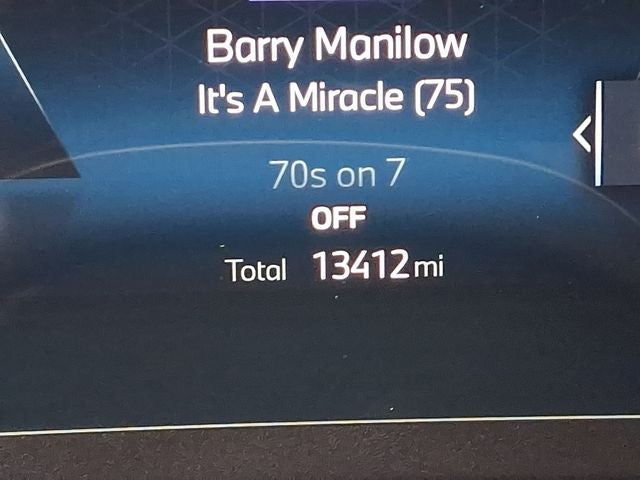 Barry Manilow
It's A Miracle (75)
70s on 7
OFF
Total 13412 mi